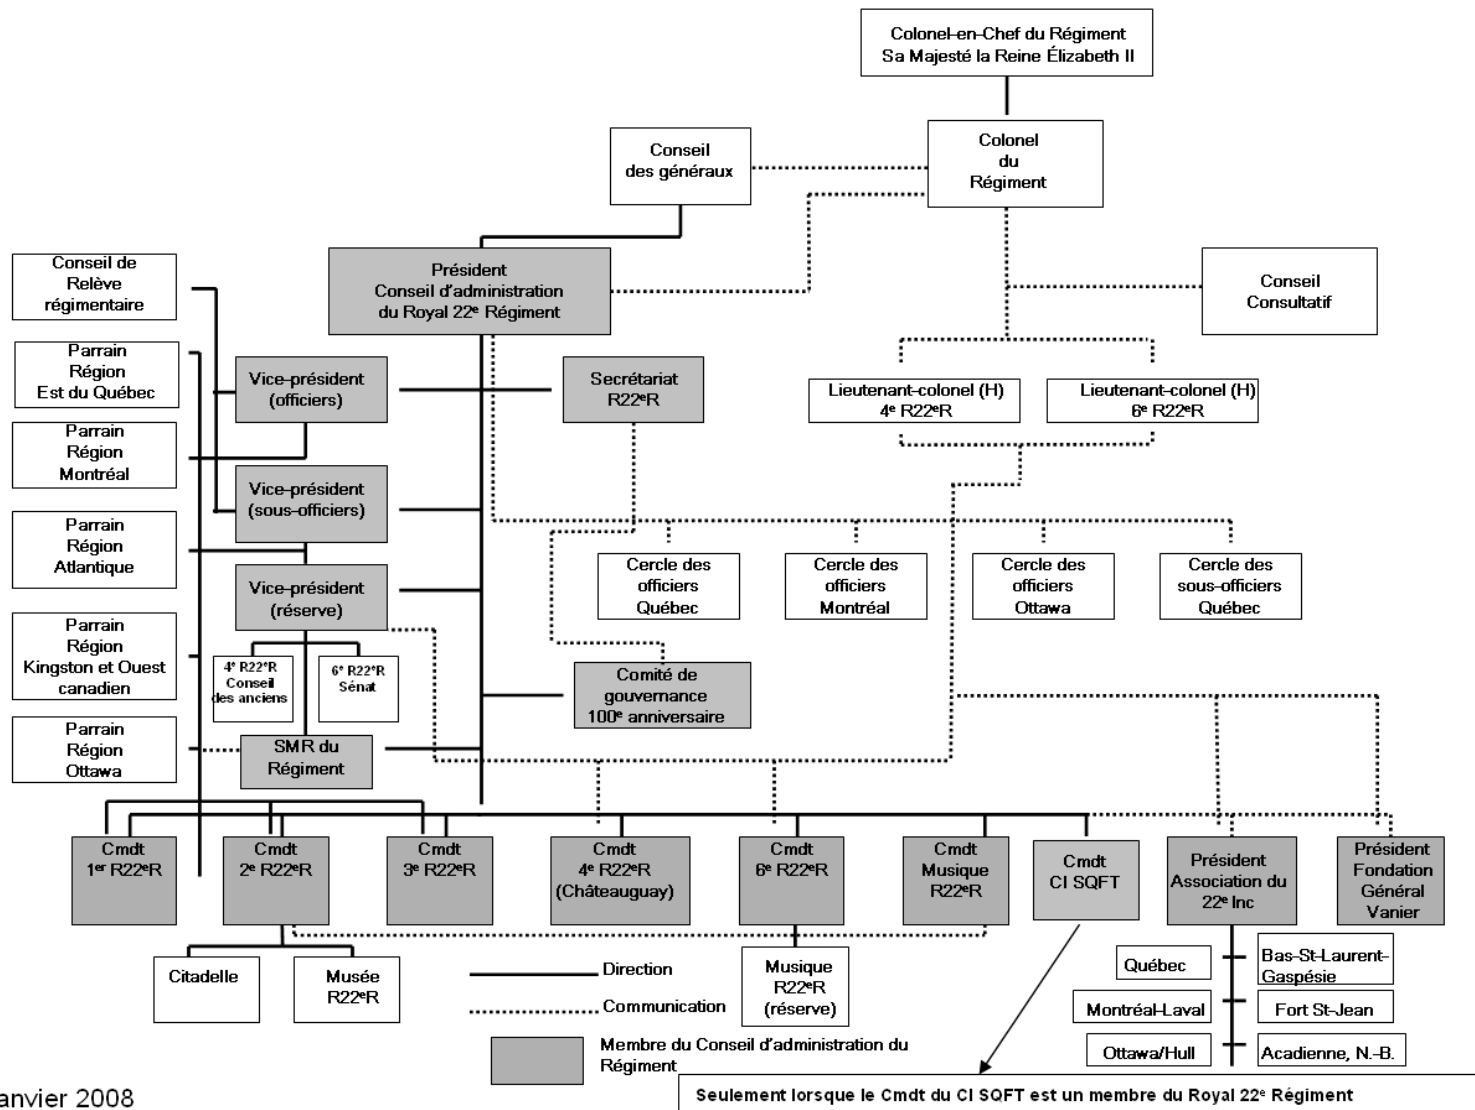 Colonel-en-Chef du Régiment
Sa Majesté la Reine Élizabeth II
Conseil
des généraux
Colonel
du
Régiment
Conseil de
Relève
régimentaire
Président
Conseil d'administration
du Royal 22e Régiment
Conseil
Consultatif
Parrain
Région
Est du Québec
Vice-président
(officiers)
Secrétariat
R22eR
Lieutenant-colonel (H)
4e R22eR
Lieutenant-colonel (H)
6e R22eR
Parrain
Région
Montréal
Vice-président
(sous-officiers)
Parrain
Région
Atlantique
Cercle des
officiers
Québec
Cercle des
officiers
Montréal
Cercle des
officiers
Ottawa
Cercle des
sous-officiers
Québec
Vice-président
(réserve)
Parrain
Région
Kingston et Ouest
canadien
4e R22eR
Conseil
des anciens
6e R22eR
Sénat
Comité de
gouvernance
100e anniversaire
Parrain
Région
Ottawa
SMR du
Régiment
Cmdt
1er R22eR
Cmdt
2e R22eR
Cmdt
3e R22eR
Cmdt
4e R22eR
(Châteauguay)
Cmdt
6e R22eR
Cmdt
Musique
R22eR
Cmdt
CI SQFT
Président
Association du
22e Inc
Président
Fondation
Général
Vanier
Citadelle
Musée
R22eR
Direction
Communication
Musique
R22eR
(réserve)
Québec
Bas-St-Laurent-
Gaspésie
Montréal-Laval
Fort St-Jean
Ottawa/Hull
Acadienne, N.-B.
Membre du Conseil d'administration du
Régiment
Seulement lorsque le Cmdt du CI SQFT est un membre du Royal 22e Régiment
anvier 2008